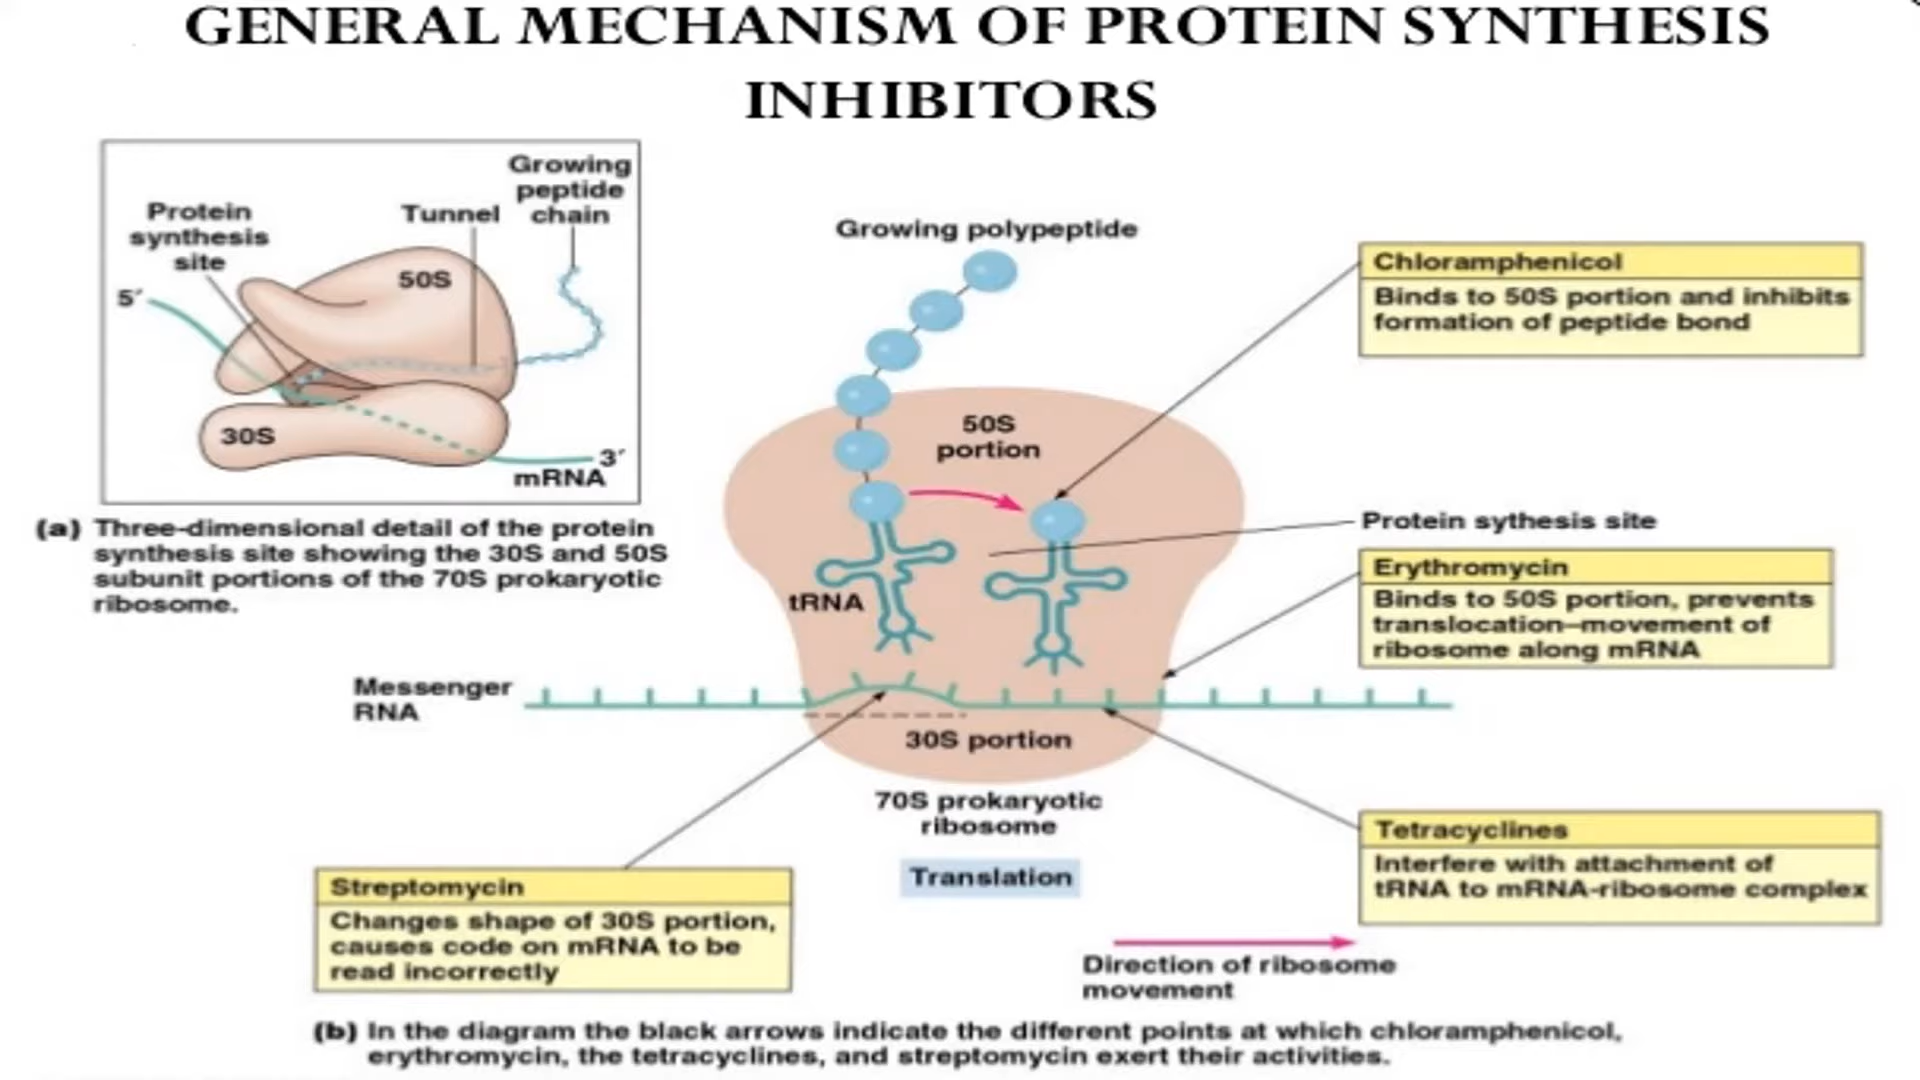 GENERAL MECHANISM OF PROTEIN SYNTHESIS
INHIBITORS
Growing
peptide
chain
Tunnel
Protein
synthesis
site
50S
5′
30S
3′
mRNA
(a) Three-dimensional detail of the protein
synthesis site showing the 30S and 50S
subunit portions of the 70S prokaryotic
ribosome.
Growing polypeptide
50S
portion
tRNA
Messenger
RNA
30S portion
70S prokaryotic
ribosome
Translation
Chloramphenicol
Binds to 50S portion and inhibits
formation of peptide bond
Protein sythesis site
Erythromycin
Binds to 50S portion, prevents
translocation–movement of
ribosome along mRNA
Tetracyclines
Interfere with attachment of
tRNA to mRNA-ribosome complex
Streptomycin
Changes shape of 30S portion,
causes code on mRNA to be
read incorrectly
Direction of ribosome
movement
(b) In the diagram the black arrows indicate the different points at which chloramphenicol,
erythromycin, the tetracyclines, and streptomycin exert their activities.